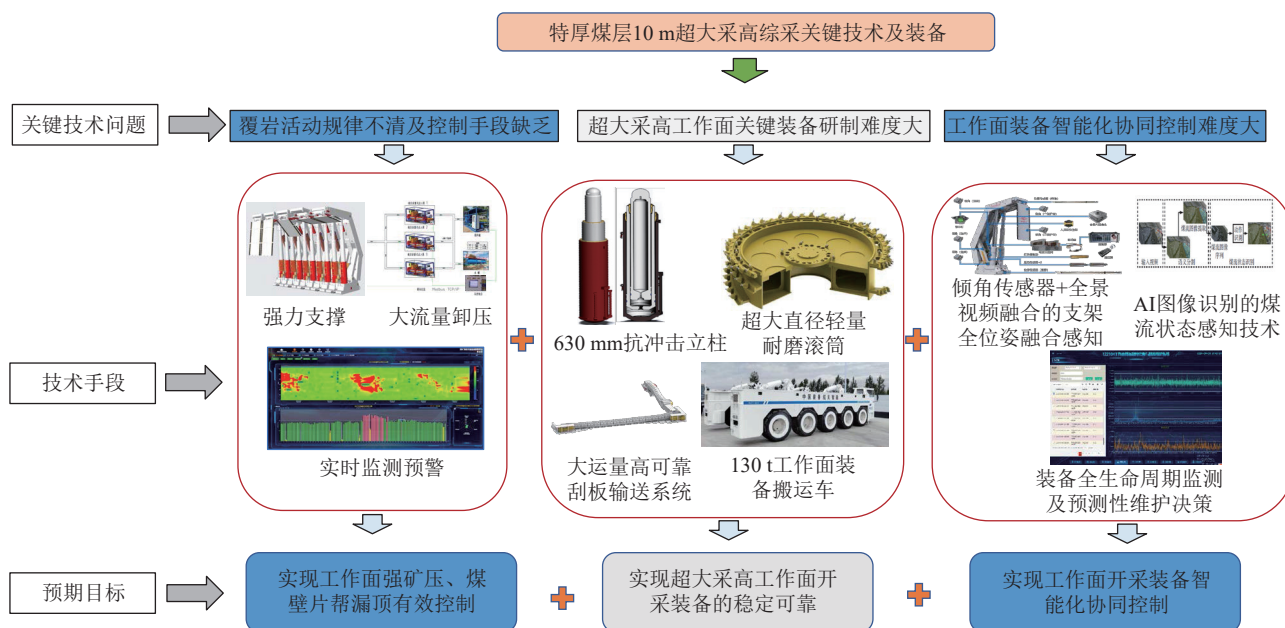 特厚煤层10 m超大采高综采关键技术及装备
关键技术问题
覆岩活动规律不清及控制手段缺乏
超大采高工作面关键装备研制难度大
工作面装备智能化协同控制难度大
技术手段
强力支撑
大流量卸压
实时监测预警
630 mm抗冲击立柱
超大直径轻量
耐磨滚筒
大运量高可靠
刮板输送系统
130 t工作面装
备搬运车
倾角传感器+全景
视频融合的支架
全位姿融合感知
AI图像识别的煤
流状态感知技术
装备全生命周期监测
及预测性维护决策
预期目标
实现工作面强矿压、煤
壁片帮漏顶有效控制
实现超大采高工作面开
采装备的稳定可靠
实现工作面开采装备智
能化协同控制